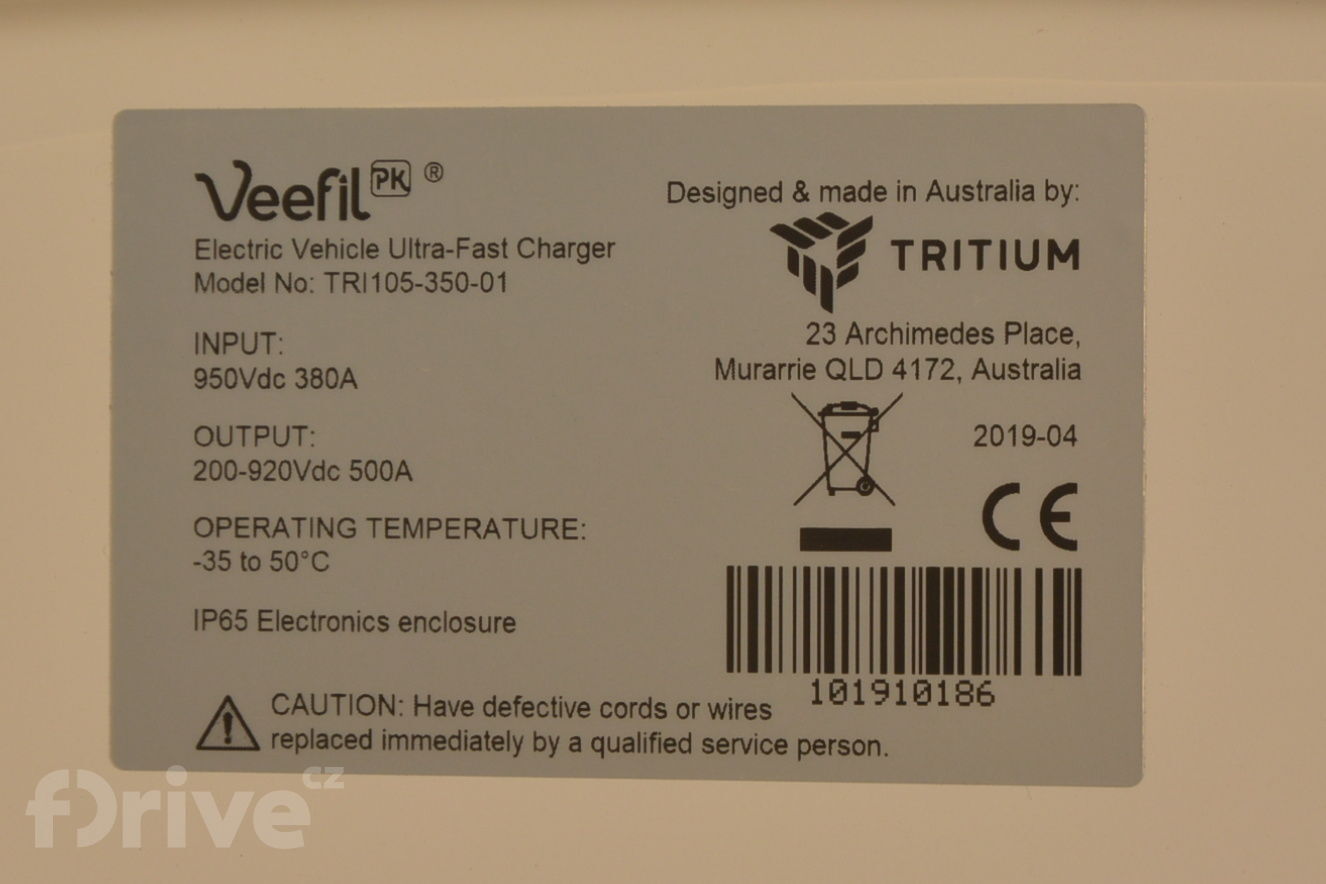 Veefil PK ®
Electric Vehicle Ultra-Fast Charger
Model No: TRI105-350-01
INPUT:
950Vdc 380A
OUTPUT:
200-920Vdc 500A
OPERATING TEMPERATURE:
-35 to 50°C
IP65 Electronics enclosure
Designed & made in Australia by:
TRITIUM
23 Archimedes Place,
Murarrie QLD 4172, Australia
2019-04
CE
101910186
CAUTION: Have defective cords or wires
replaced immediately by a qualified service person.
fDrive CZ